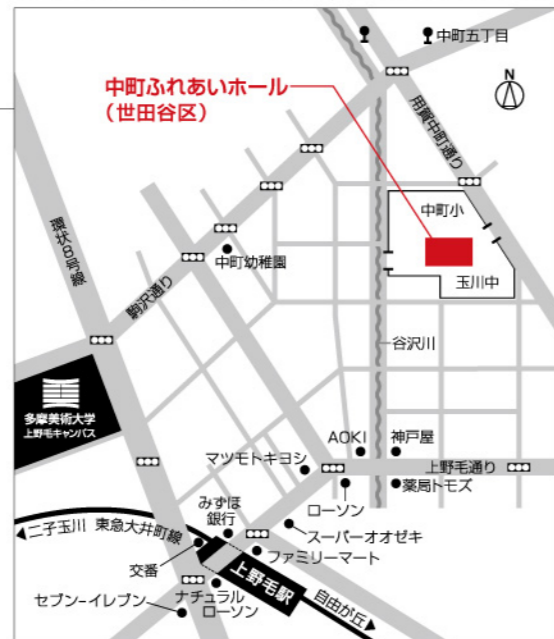 中町五丁目
中町ふれあいホール
（世田谷区）
N
用賀中町通り
環状8号線
中町小
中町幼稚園
玉川中
駒沢通り
谷沢川
多摩美術大学
上野毛キャンパス
AOKI
神戸屋
マツモトキヨシ
上野毛通り
ローソン
薬局トモズ
みずほ
銀行
スーパーオオゼキ
◀二子玉川 東急大井町線
交番
ファミリーマート
上野毛駅
セブン-イレブン
ナチュラル
ローソン
自由が丘▶